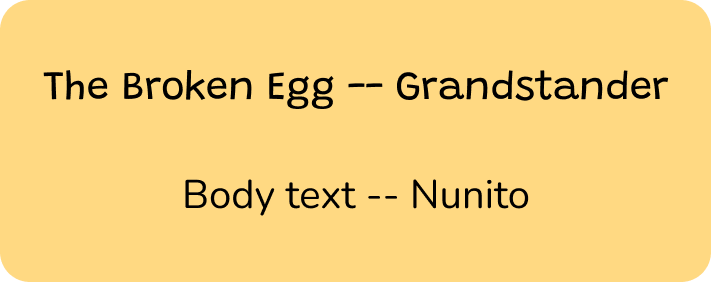 The Broken Egg -- Grandstander
Body text -- Nunito